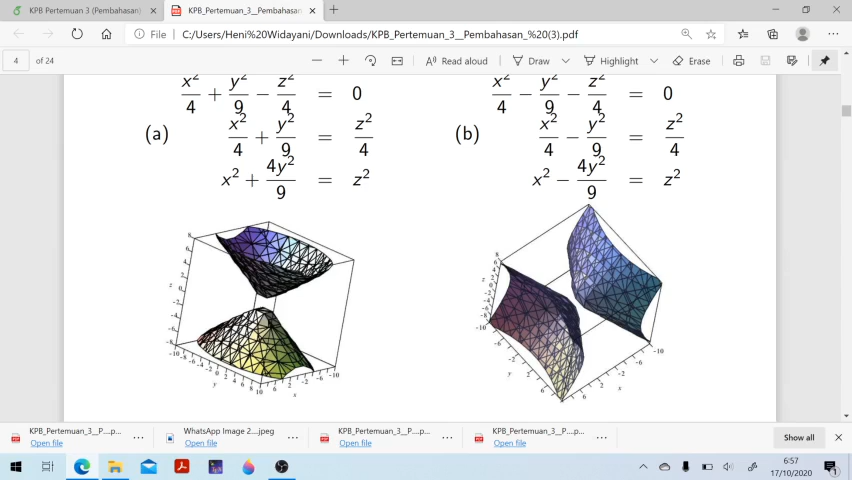 KPB Pertemuan 3 (Pembahasan
KPB_Pertemuan_3__Pembahasan_
File C:/Users/Heni%20Widayani/Downloads/KPB_Pertemuan_3__Pembahasan_%20(3).pdf
4 of 24 Read aloud Draw Highlight Erase
x²/4 + y²/9 − z²/4 = 0
(a) x²/4 + y²/9 = z²/4
x² + 4y²/9 = z²
x²/4 − y²/9 − z²/4 = 0
(b) x²/4 − y²/9 = z²/4
x² − 4y²/9 = z²
KPB_Pertemuan_3__P....p... WhatsApp Image 2....jpeg KPB_Pertemuan_3__P....p... KPB_Pertemuan_3__P....p... Show all
Open file Open file Open file Open file
6:57
17/10/2020